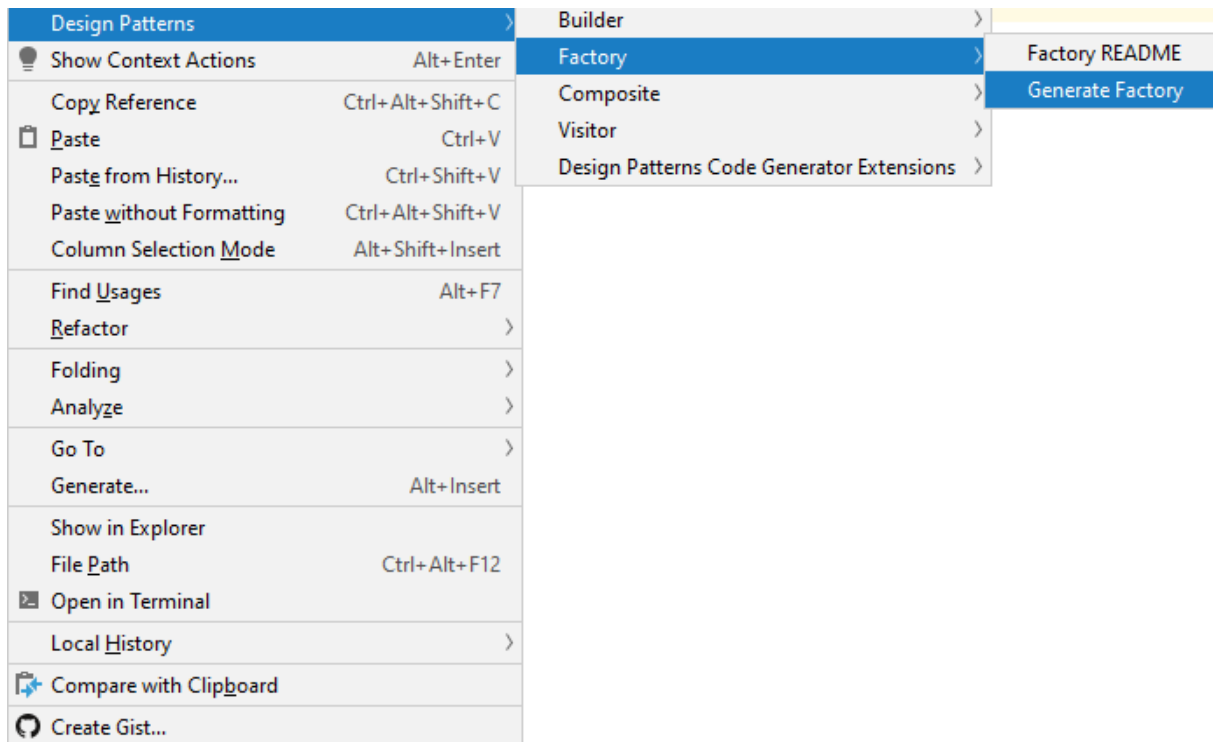 Design Patterns
Show Context Actions Alt+Enter
Copy Reference Ctrl+Alt+Shift+C
Paste Ctrl+V
Paste from History... Ctrl+Shift+V
Paste without Formatting Ctrl+Alt+Shift+V
Column Selection Mode Alt+Shift+Insert
Find Usages Alt+F7
Refactor
Folding
Analyze
Go To
Generate... Alt+Insert
Show in Explorer
File Path Ctrl+Alt+F12
Open in Terminal
Local History
Compare with Clipboard
Create Gist...
Builder
Factory
Composite
Visitor
Design Patterns Code Generator Extensions
Factory README
Generate Factory